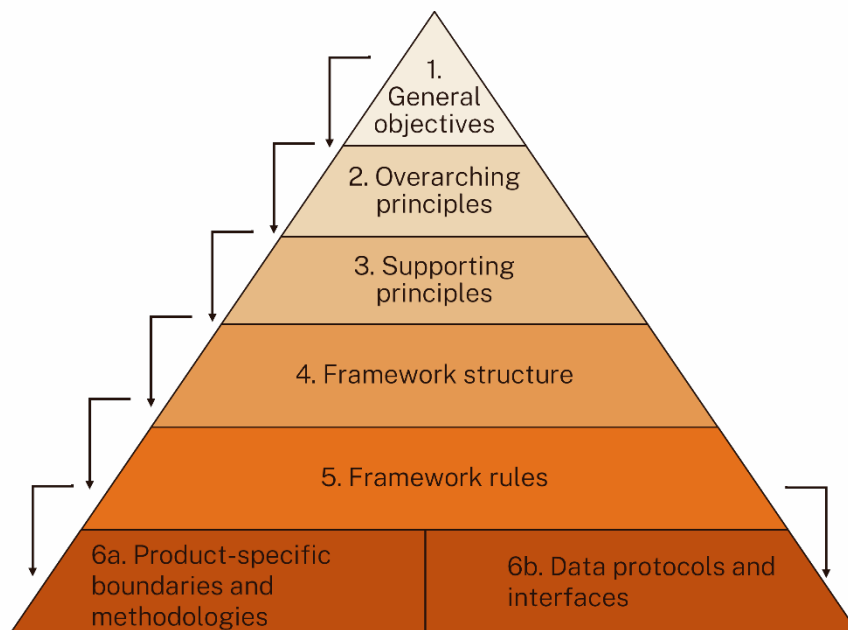 1.
General
objectives
2. Overarching
principles
3. Supporting
principles
4. Framework structure
5. Framework rules
6a. Product-specific
boundaries and
methodologies
6b. Data protocols and
interfaces